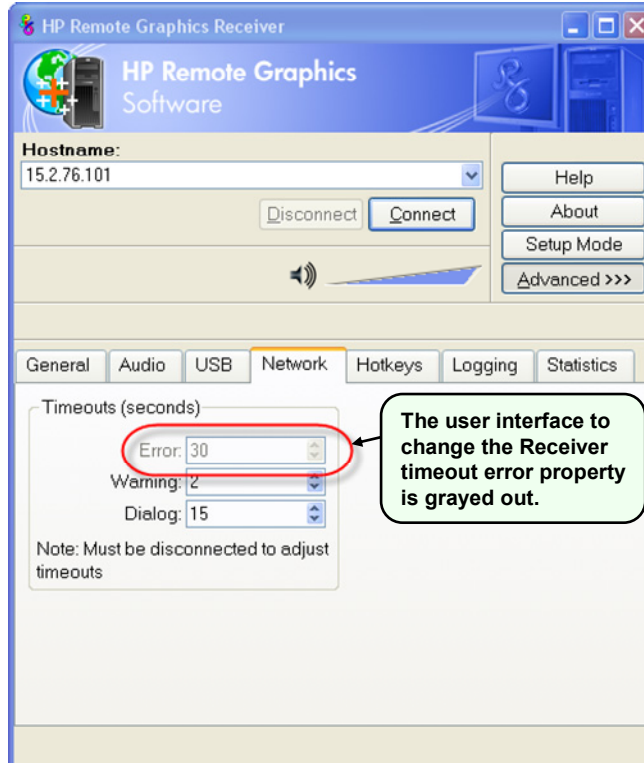 HP Remote Graphics Receiver
HP Remote Graphics
Software
Hostname:
15.2.76.101
Disconnect
Connect
Help
About
Setup Mode
Advanced >>>
General
Audio
USB
Network
Hotkeys
Logging
Statistics
Timeouts (seconds)
Error: 30
Warning: 2
Dialog: 15
Note: Must be disconnected to adjust
timeouts
The user interface to
change the Receiver
timeout error property
is grayed out.